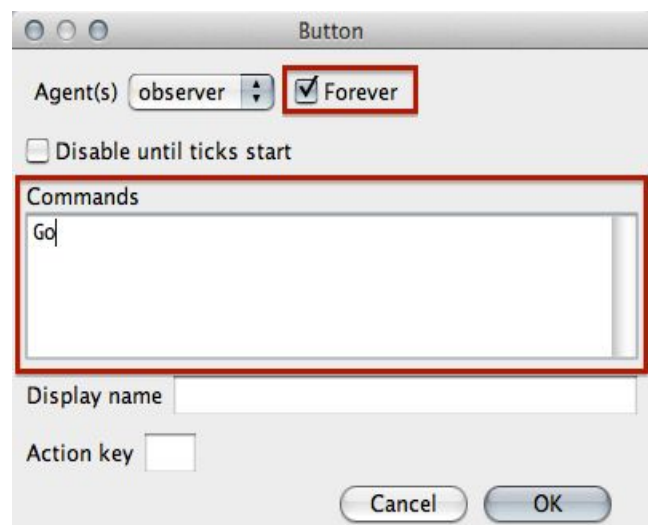 Button
Agent(s) observer Forever
Disable until ticks start
Commands
Go
Display name
Action key
Cancel OK